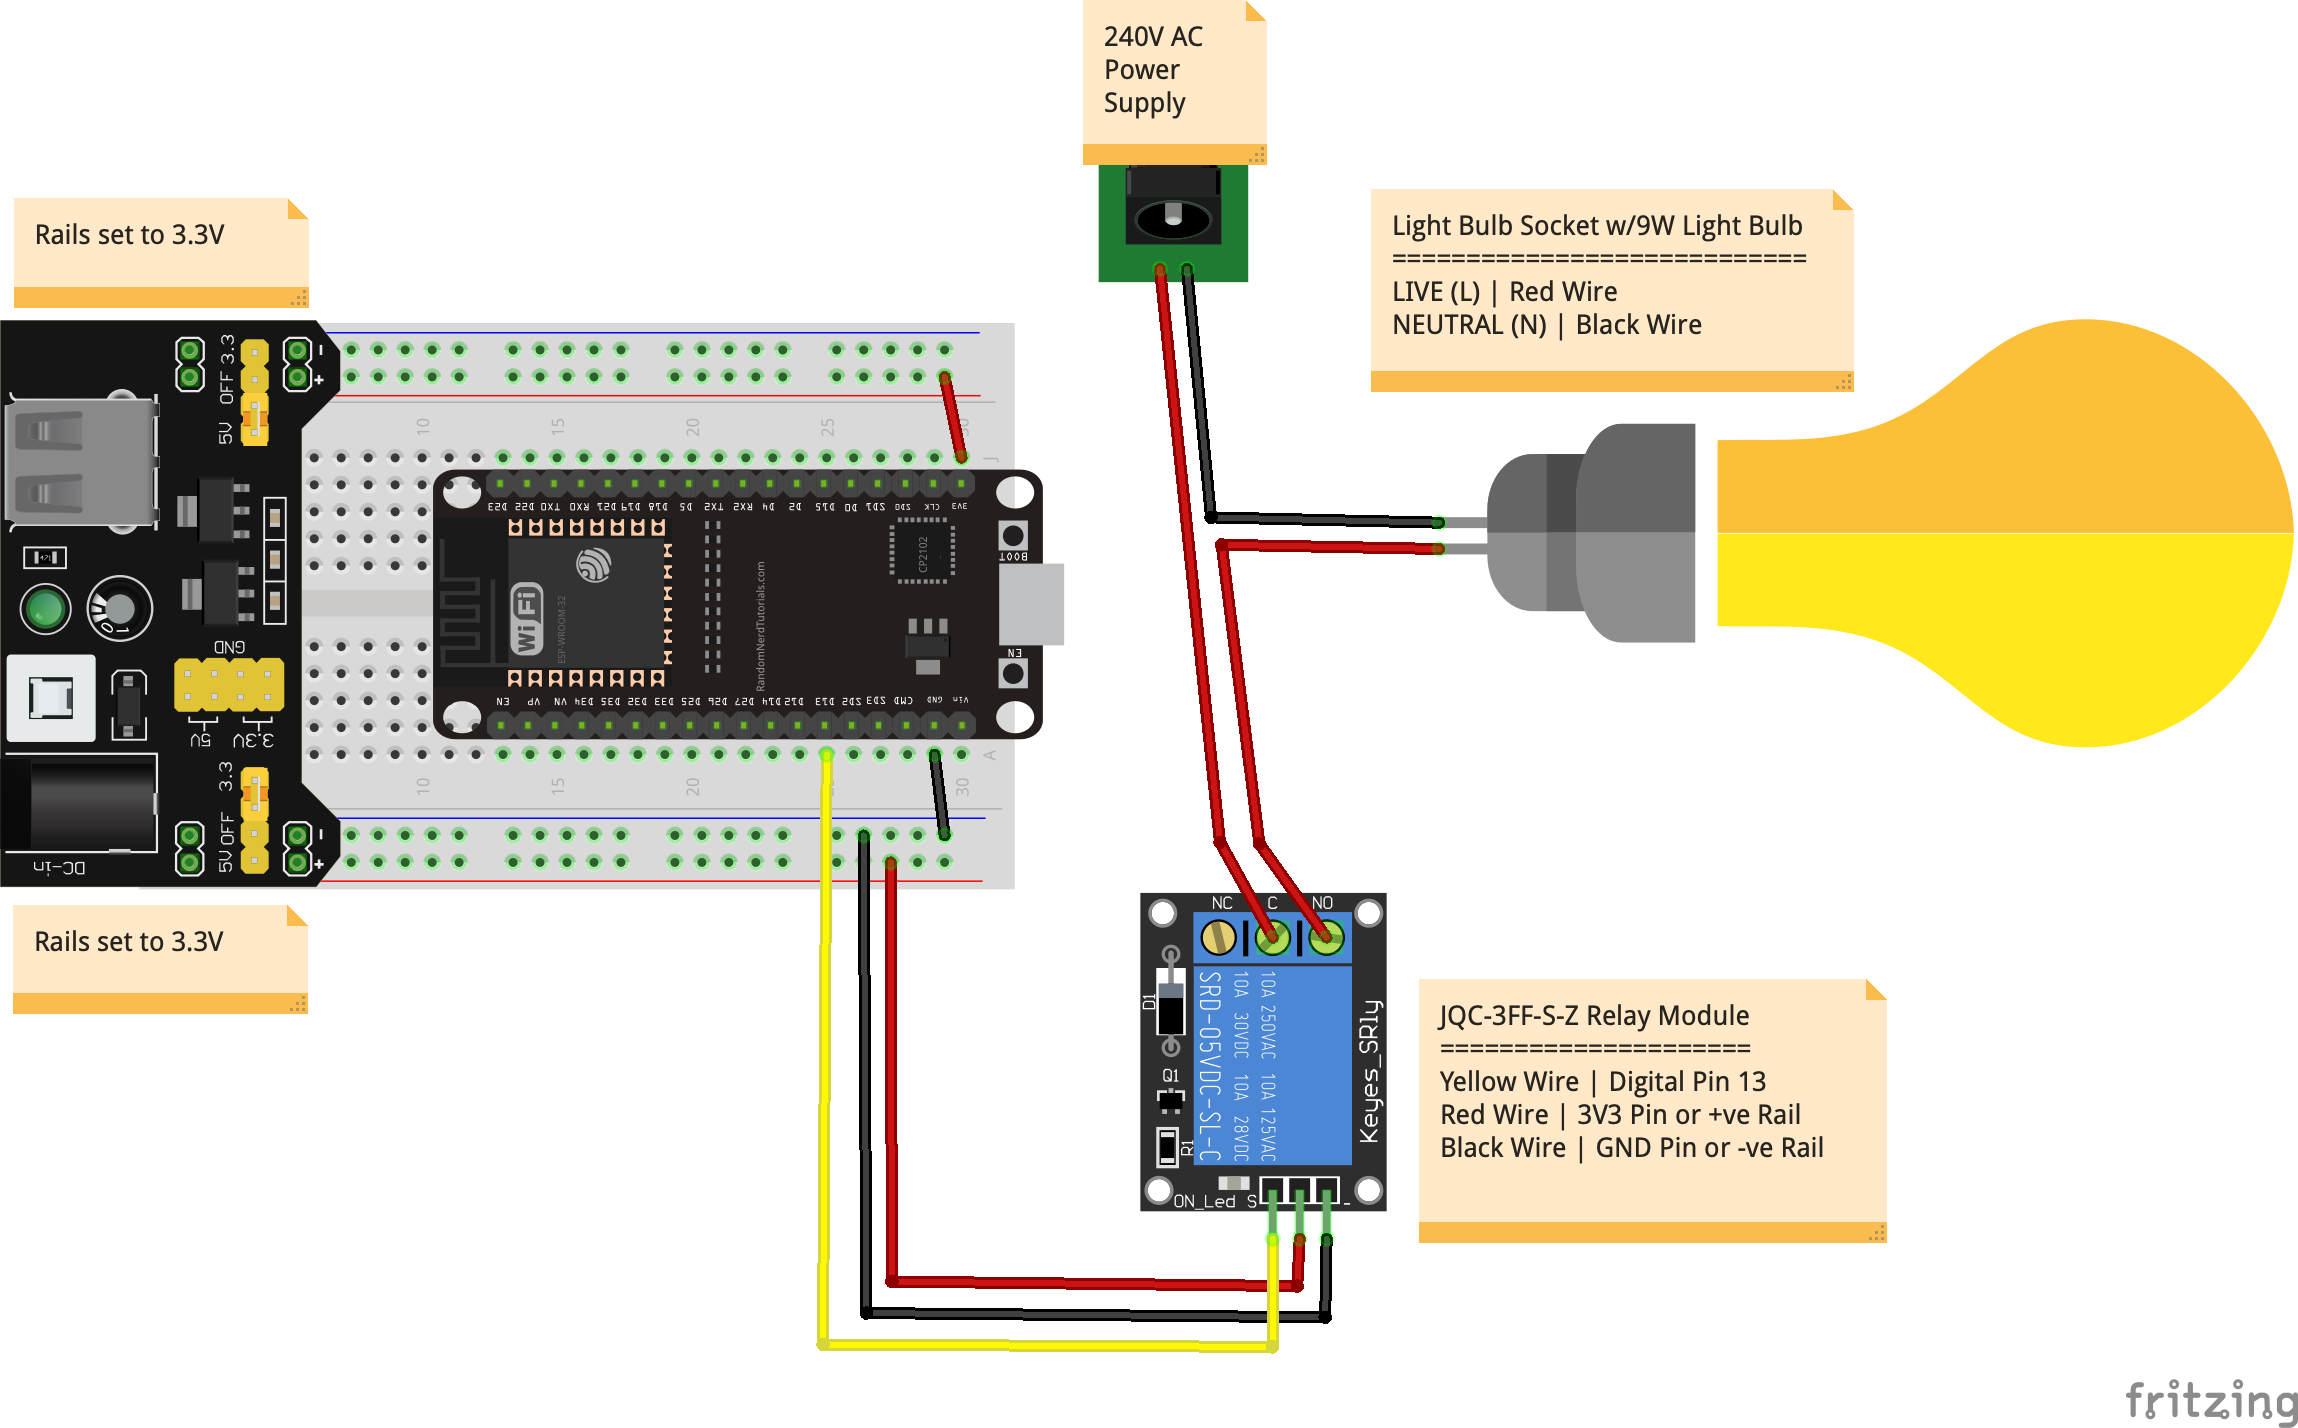 240V AC
Power
Supply
Rails set to 3.3V
Light Bulb Socket w/9W Light Bulb
============================
LIVE (L) | Red Wire
NEUTRAL (N) | Black Wire
3.3
OFF
5V
-
+
10
15
20
25
30
J
D23 D22 TX0 RX0 D21 D19 D18 D5 TX2 RX2 D4 D2 D15 D0 SD1 SD0 CLK 3V3
BOOT
CP2102
WiFi
ESP-WROOM-32
RandomNerdTutorials.com
471
EN
EN VP VN D34 D35 D32 D33 D25 D26 D27 D14 D12 D13 SD2 SD3 CMD GND Vin
A
GND
5V
3.3V
3.3
OFF
5V
-
+
DC-in
10
15
20
30
Rails set to 3.3V
NC C NO
D1
Q1
R1
SRD-05VDC-SL-C
10A 30VDC 10A 28VDC
10A 250VAC 10A 125VAC
Keyes_SRly
ON_Led S
-
JQC-3FF-S-Z Relay Module
=====================
Yellow Wire | Digital Pin 13
Red Wire | 3V3 Pin or +ve Rail
Black Wire | GND Pin or -ve Rail
fritzing